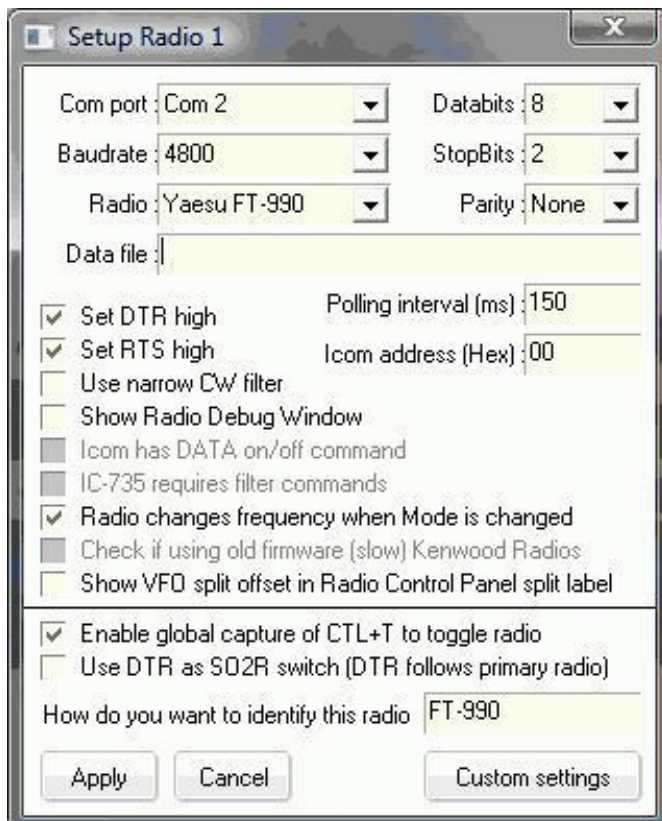 Setup Radio 1
Com port : Com 2 Databits : 8
Baudrate : 4800 StopBits : 2
Radio : Yaesu FT-990 Parity : None
Data file :
Set DTR high Polling interval (ms) : 150
Set RTS high Icom address (Hex) : 00
Use narrow CW filter
Show Radio Debug Window
Icom has DATA on/off command
IC-735 requires filter commands
Radio changes frequency when Mode is changed
Check if using old firmware (slow) Kenwood Radios
Show VFO split offset in Radio Control Panel split label
Enable global capture of CTL+T to toggle radio
Use DTR as SO2R switch (DTR follows primary radio)
How do you want to identify this radio FT-990
Apply Cancel Custom settings